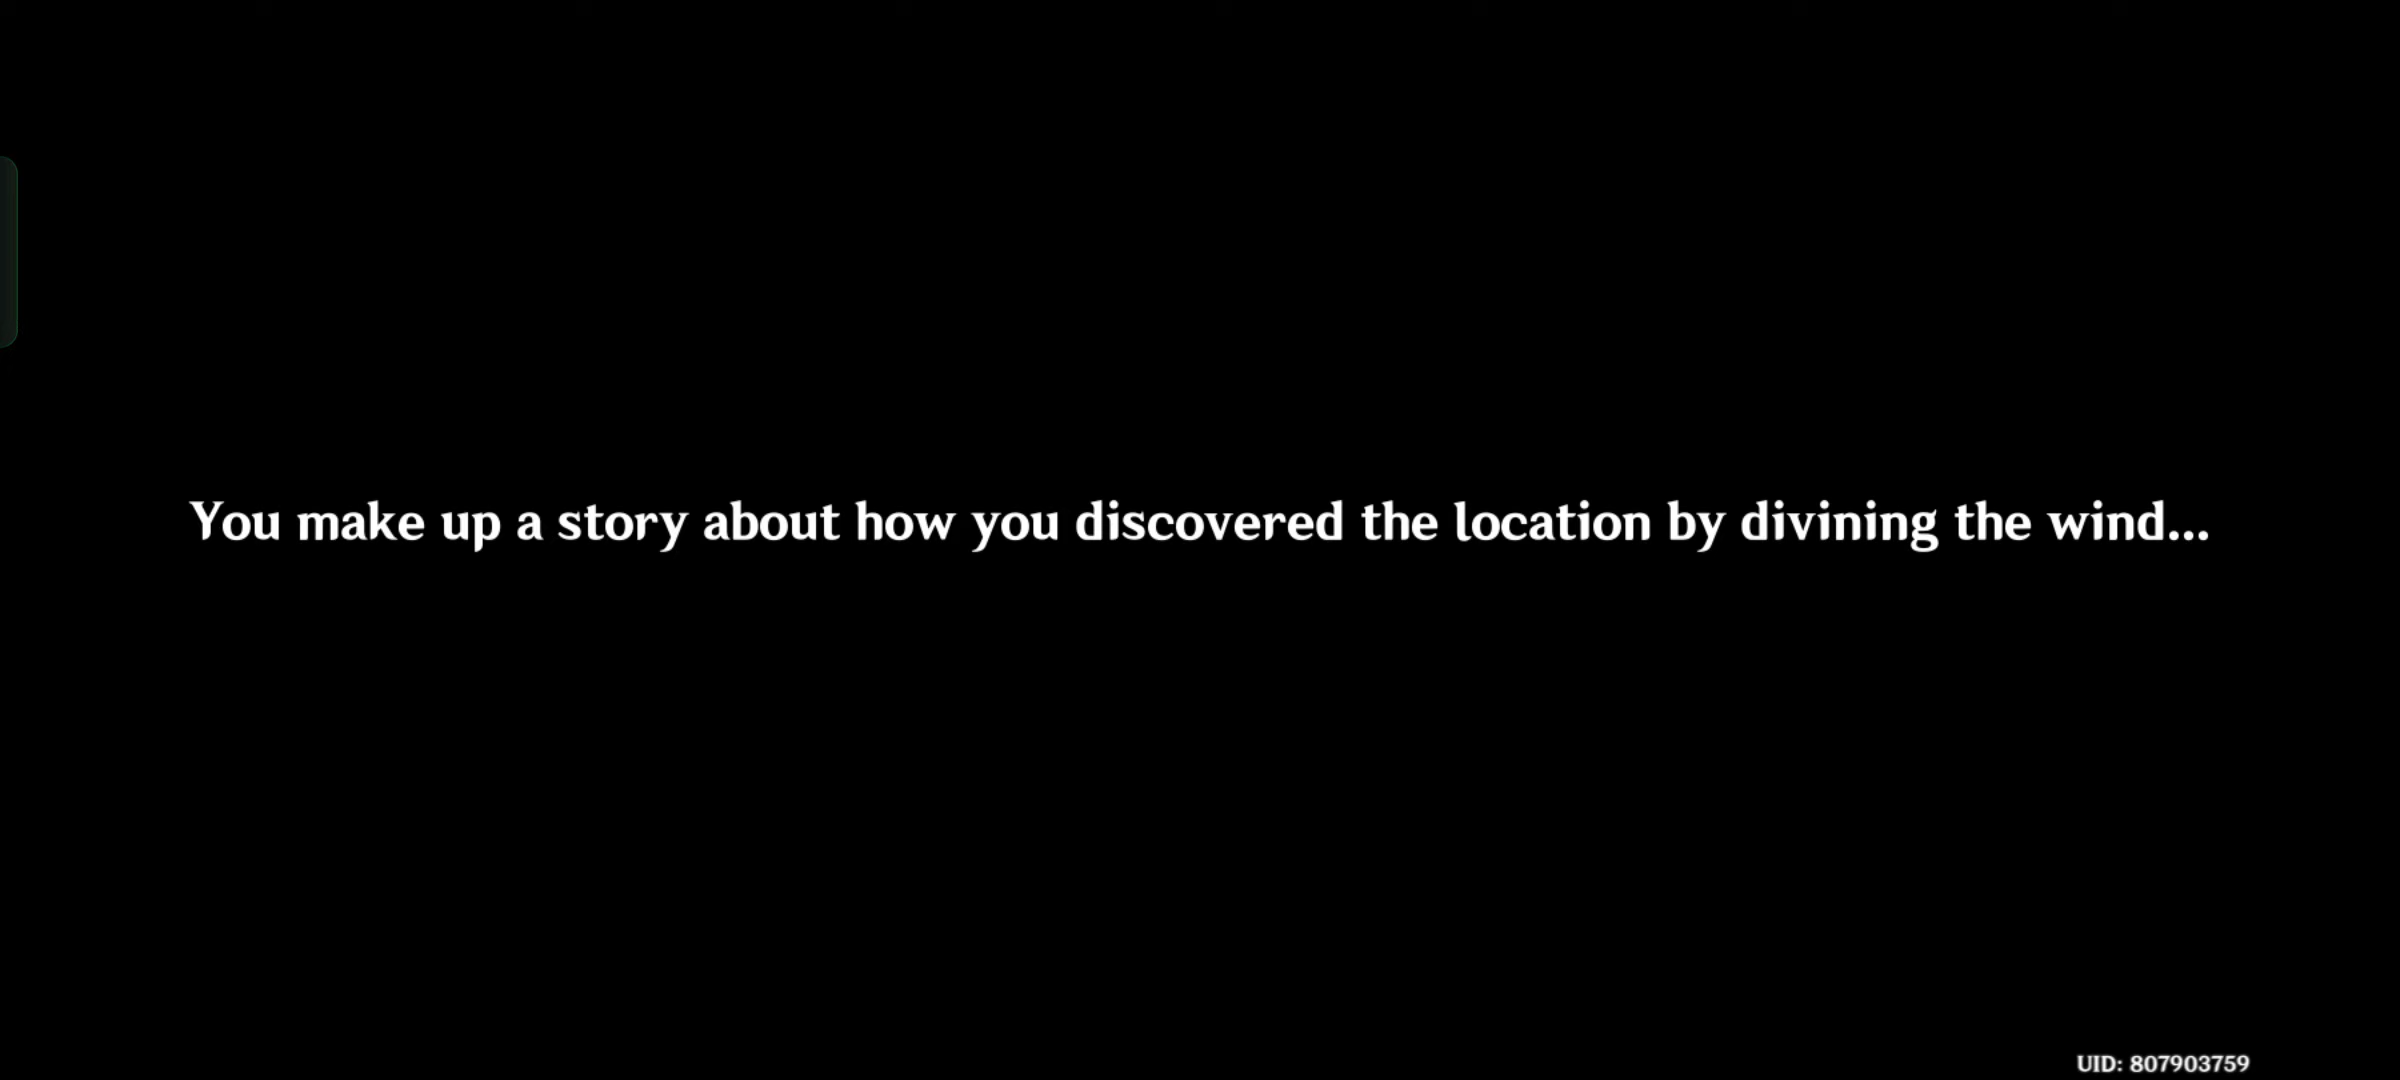 You make up a story about how you discovered the location by divining the wind...
UID: 807903759